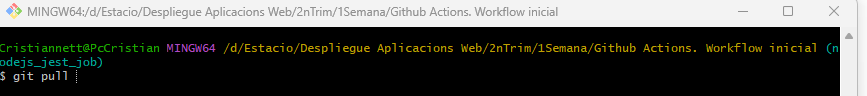 MINGW64:/d/Estacio/Despliegue Aplicacions Web/2nTrim/1Semana/Github Actions. Workflow inicial
Cristiannett@PcCristian MINGW64 /d/Estacio/Despliegue Aplicacions Web/2nTrim/1Semana/Github Actions. Workflow inicial (n
odejs_jest_job)
$ git pull